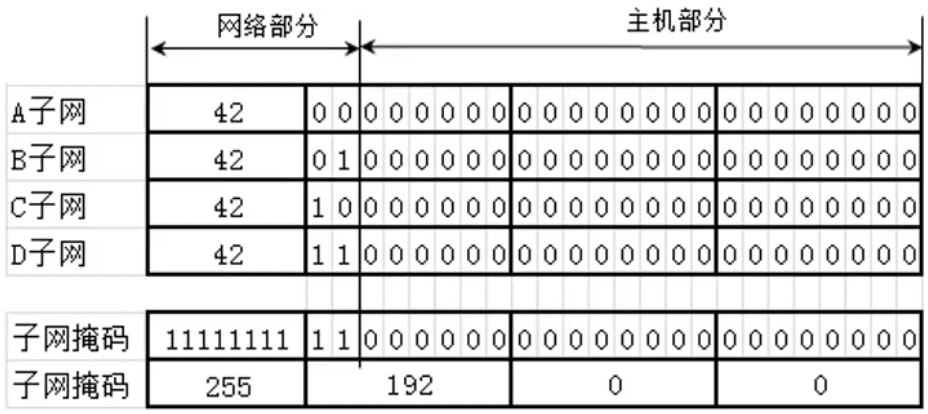 网络部分 主机部分
A子网 42 0 0 0 0 0 0 0 0 0 0 0 0 0 0 0 0 0 0 0 0 0 0 0 0
B子网 42 0 1 0 0 0 0 0 0 0 0 0 0 0 0 0 0 0 0 0 0 0 0 0 0
C子网 42 1 0 0 0 0 0 0 0 0 0 0 0 0 0 0 0 0 0 0 0 0 0 0 0
D子网 42 1 1 0 0 0 0 0 0 0 0 0 0 0 0 0 0 0 0 0 0 0 0 0 0
子网掩码 11111111 1 1 0 0 0 0 0 0 0 0 0 0 0 0 0 0 0 0 0 0 0 0 0 0
子网掩码 255 192 0 0